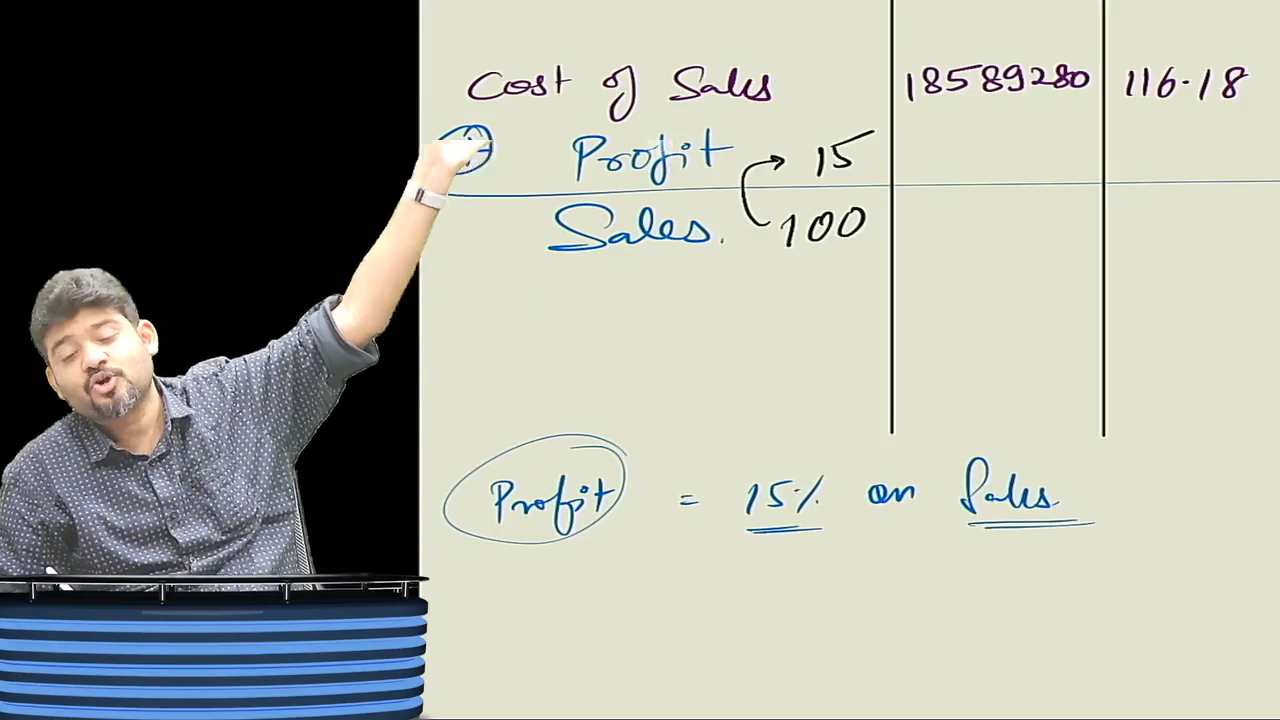 Cost of Sales 18589280 116.18
(+) Profit 15
Sales. 100
Profit = 15% on Sales.